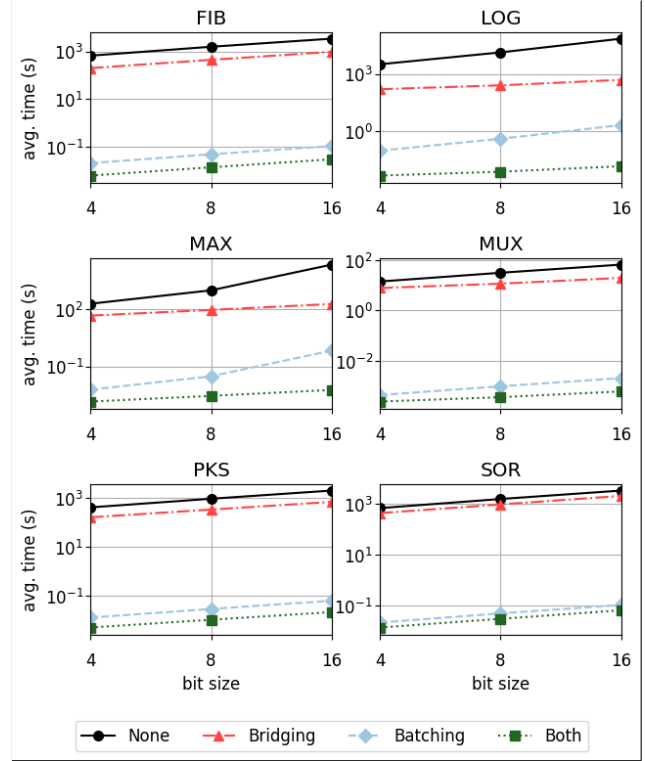 FIB LOG
avg. time (s)
10^3
10^1
10^-1
4 8 16
10^3
10^0
4 8 16
MAX MUX
avg. time (s)
10^2
10^-1
4 8 16
10^2
10^0
10^-2
4 8 16
PKS SOR
avg. time (s)
10^3
10^1
10^-1
4 8 16
bit size
10^3
10^1
10^-1
4 8 16
bit size
None Bridging Batching Both